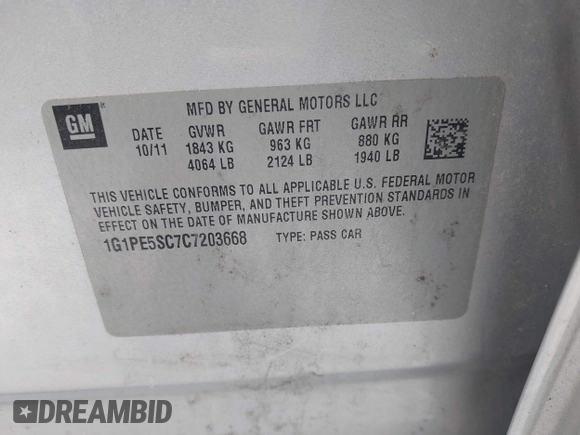 GM
MFD BY GENERAL MOTORS LLC
DATE GVWR GAWR FRT GAWR RR
10/11 1843 KG 963 KG 880 KG
4064 LB 2124 LB 1940 LB
THIS VEHICLE CONFORMS TO ALL APPLICABLE U.S. FEDERAL MOTOR
VEHICLE SAFETY, BUMPER, AND THEFT PREVENTION STANDARDS IN
EFFECT ON THE DATE OF MANUFACTURE SHOWN ABOVE.
1G1PE5SC7C7203668 TYPE: PASS CAR
DREAMBID